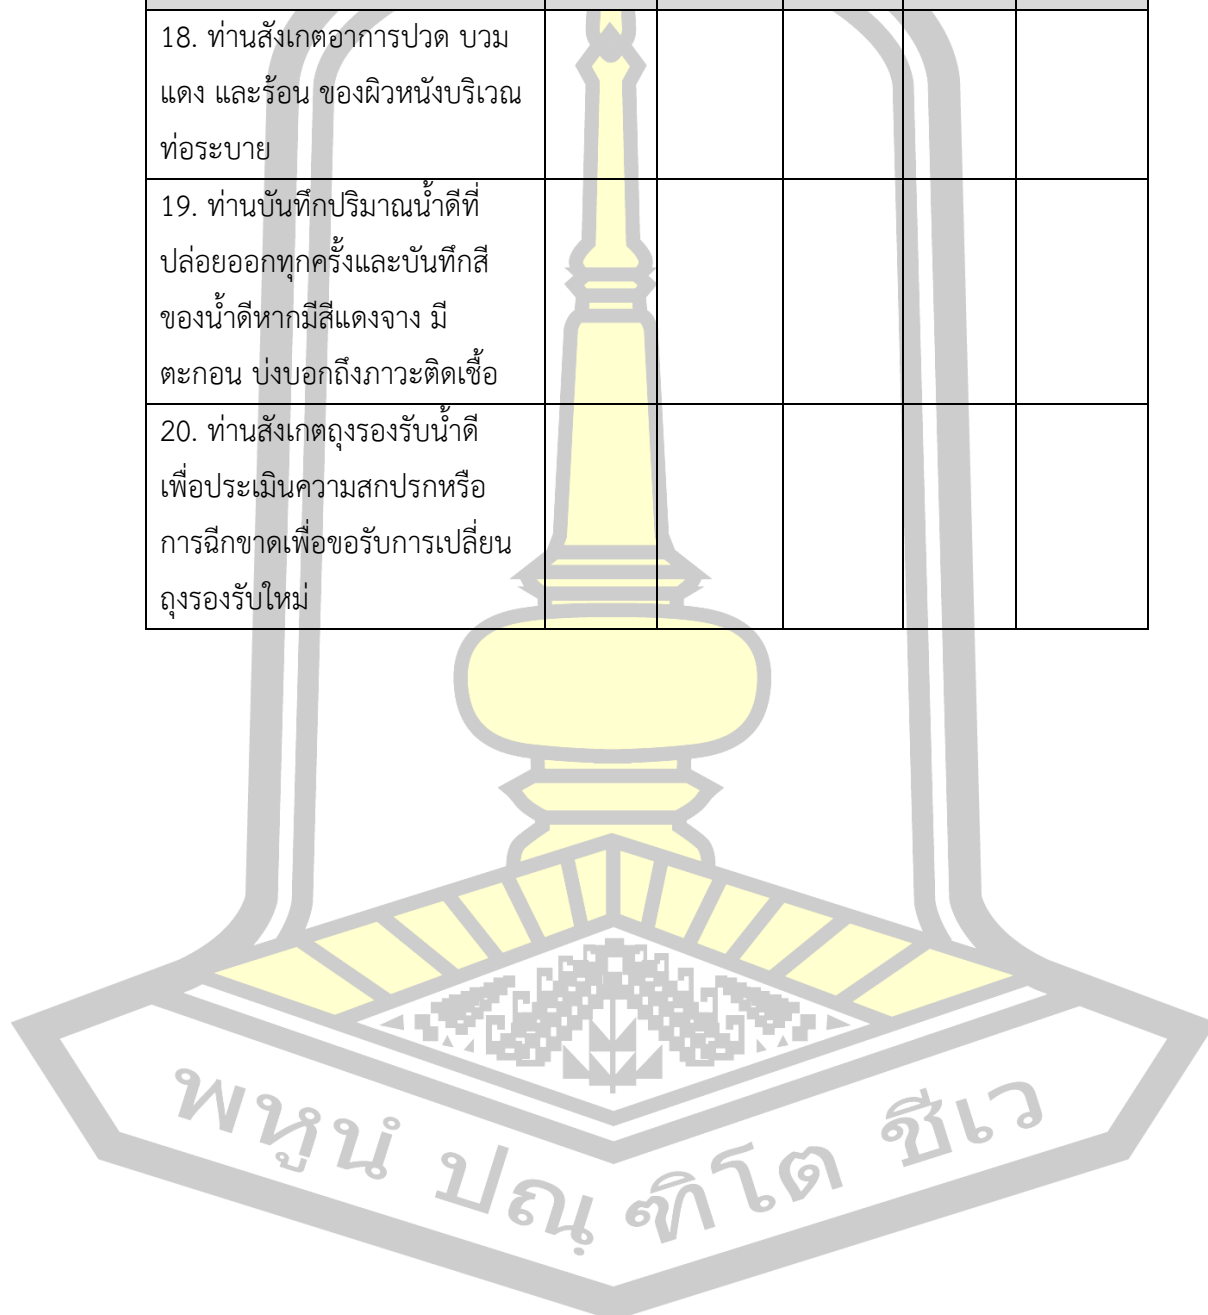 18. ท่านสังเกตอาการปวด บวม
แดง และร้อน ของผิวหนังบริเวณ
ท่อระบาย
19. ท่านบันทึกปริมาณน้ำดีที่
ปล่อยออกทุกครั้งและบันทึกสี
ของน้ำดีหากมีสีแดงจาง มี
ตะกอน บ่งบอกถึงภาวะติดเชื้อ
20. ท่านสังเกตถุงรองรับน้ำดี
เพื่อประเมินความสกปรกหรือ
การฉีกขาดเพื่อขอรับการเปลี่ยน
ถุงรองรับใหม่
พหูนํ ปณฺฑิโต ชีเว